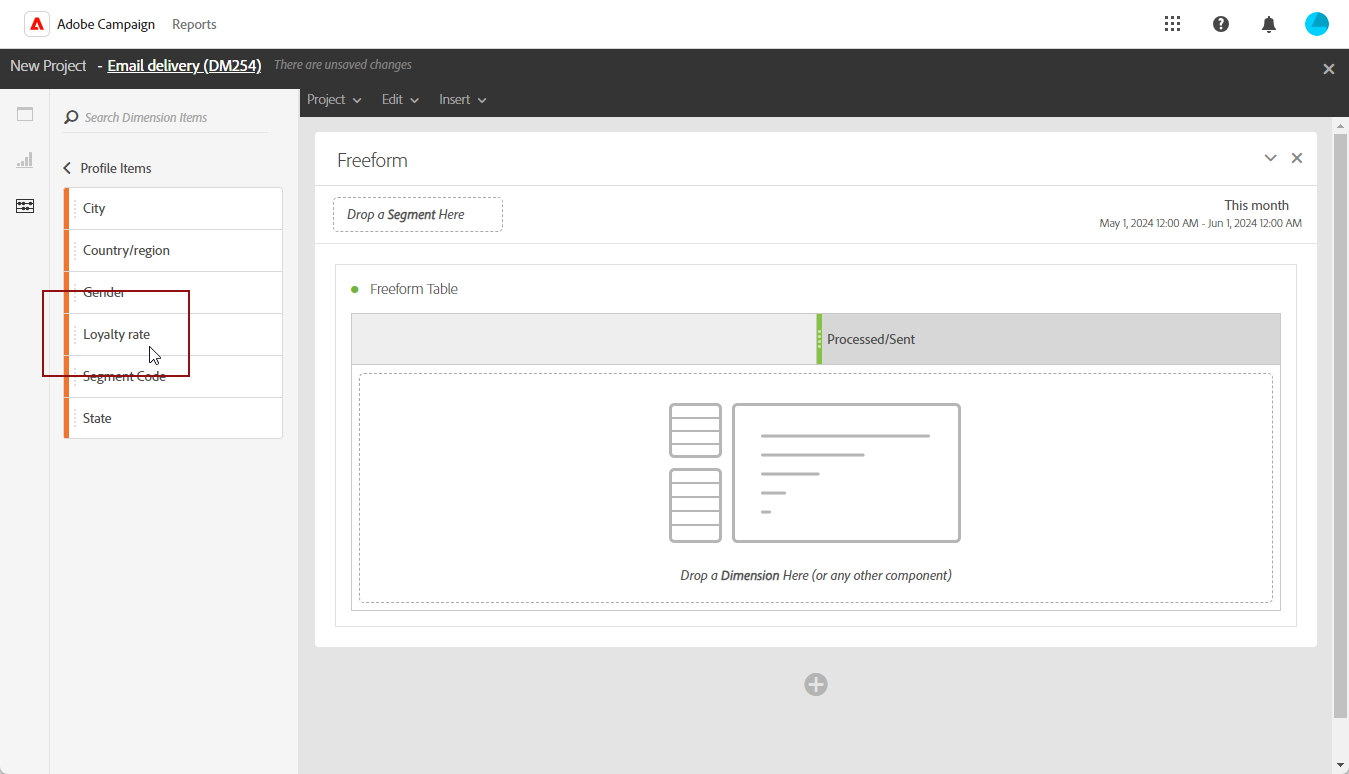 Adobe Campaign Reports
New Project - Email delivery (DM254) There are unsaved changes
Project Edit Insert
Search Dimension Items
Profile Items
City
Country/region
Gender
Loyalty rate
Segment Code
State
Freeform
Drop a Segment Here
This month
May 1, 2024 12:00 AM - Jun 1, 2024 12:00 AM
Freeform Table
Processed/Sent
Drop a Dimension Here (or any other component)